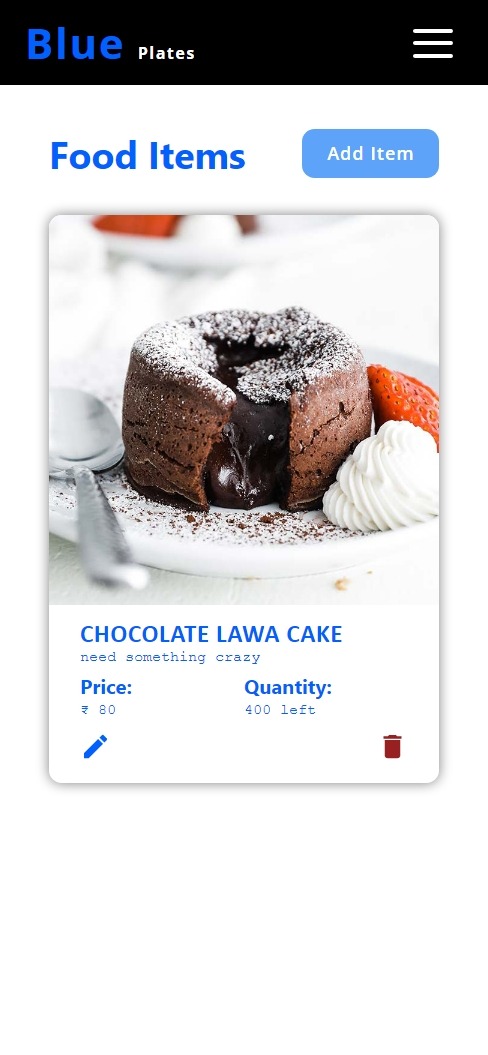 Blue Plates
Food Items
Add Item
CHOCOLATE LAWA CAKE
need something crazy
Price:
Quantity:
₹ 80
400 left